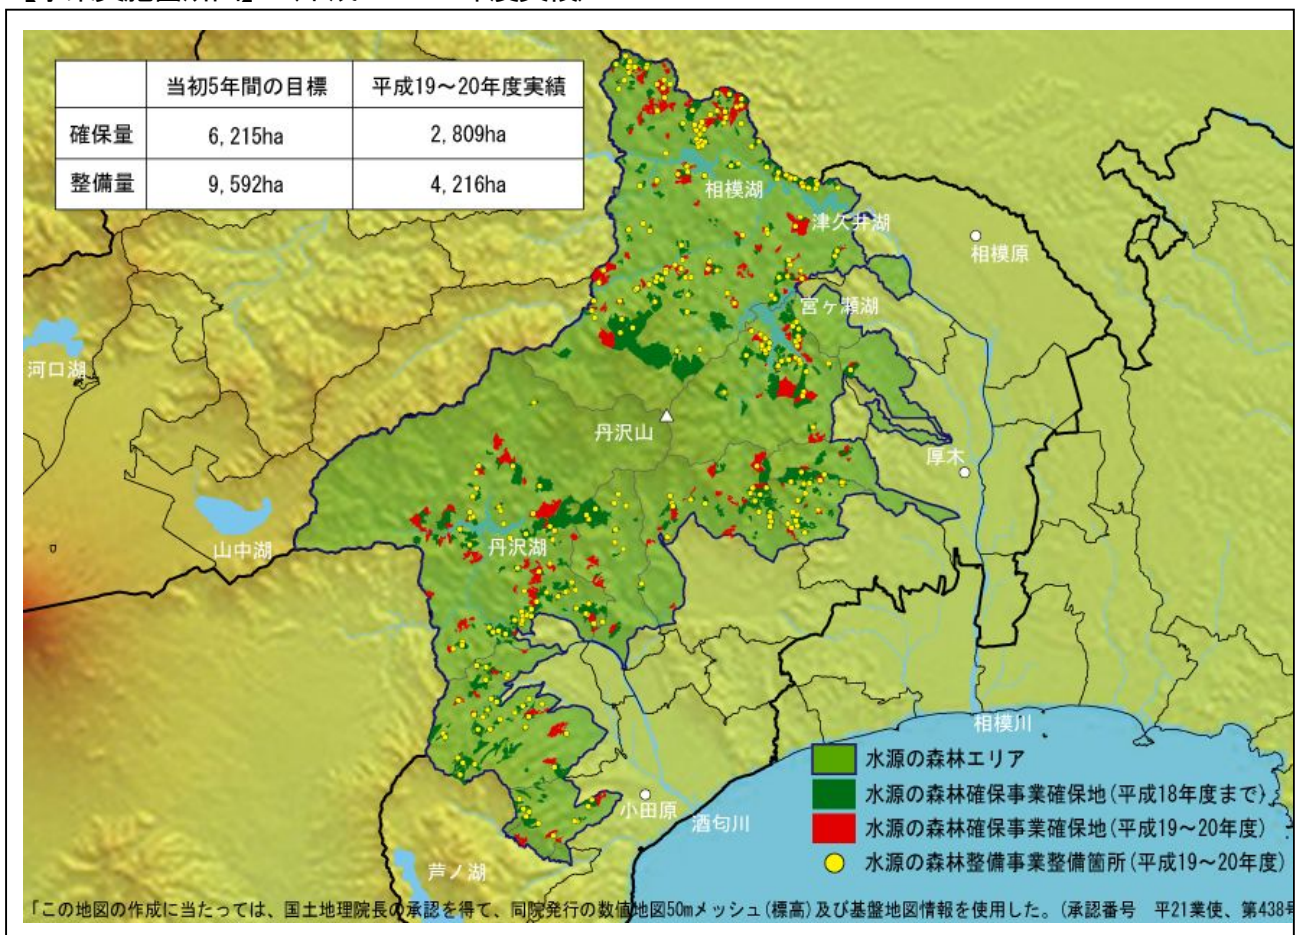 当初5年間の目標 平成19～20年度実績
確保量 6,215ha 2,809ha
整備量 9,592ha 4,216ha
相模湖
津久井湖
相模原
宮ヶ瀬湖
河口湖
丹沢山
厚木
山中湖
丹沢湖
相模川
水源の森林エリア
水源の森林確保事業確保地(平成18年度まで)
小田原
酒匂川
水源の森林確保事業確保地(平成19～20年度)
水源の森林整備事業整備箇所(平成19～20年度)
芦ノ湖
「この地図の作成に当たっては、国土地理院長の承認を得て、同院発行の数値地図50mメッシュ(標高)及び基盤地図情報を使用した。(承認番号 平21業使、第438号